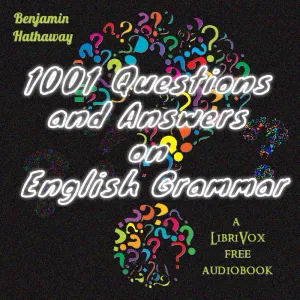 Benjamin
Hathaway
1001 Questions
and Answers
on
English Grammar
A
LibriVox
free
audiobook